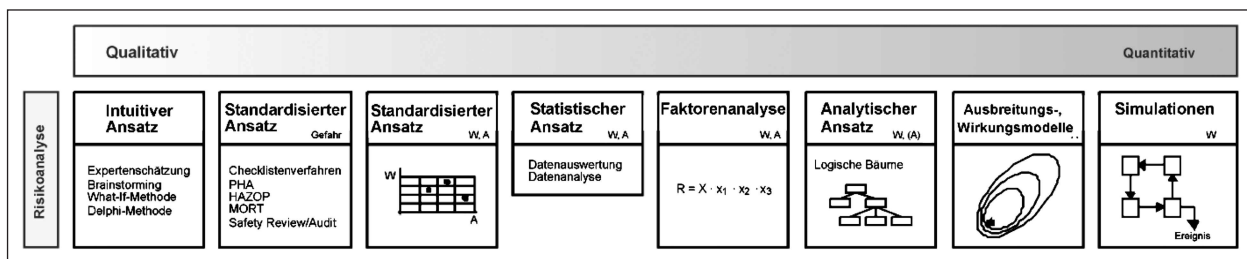 Qualitativ
Quantitativ
Risikoanalyse
Intuitiver
Ansatz
Expertenschätzung
Brainstorming
What-If-Methode
Delphi-Methode
Standardisierter
Ansatz
Gefahr
Checklistenverfahren
PHA
HAZOP
MORT
Safety Review/Audit
Standardisierter
Ansatz
W, A
W
A
Statistischer
Ansatz
W, A
Datenauswertung
Datenanalyse
Faktorenanalyse
W, A
R = X · x₁ · x₂ · x₃
Analytischer
Ansatz
W, (A)
Logische Bäume
Ausbreitungs-,
Wirkungsmodelle
Simulationen
W
Ereignis